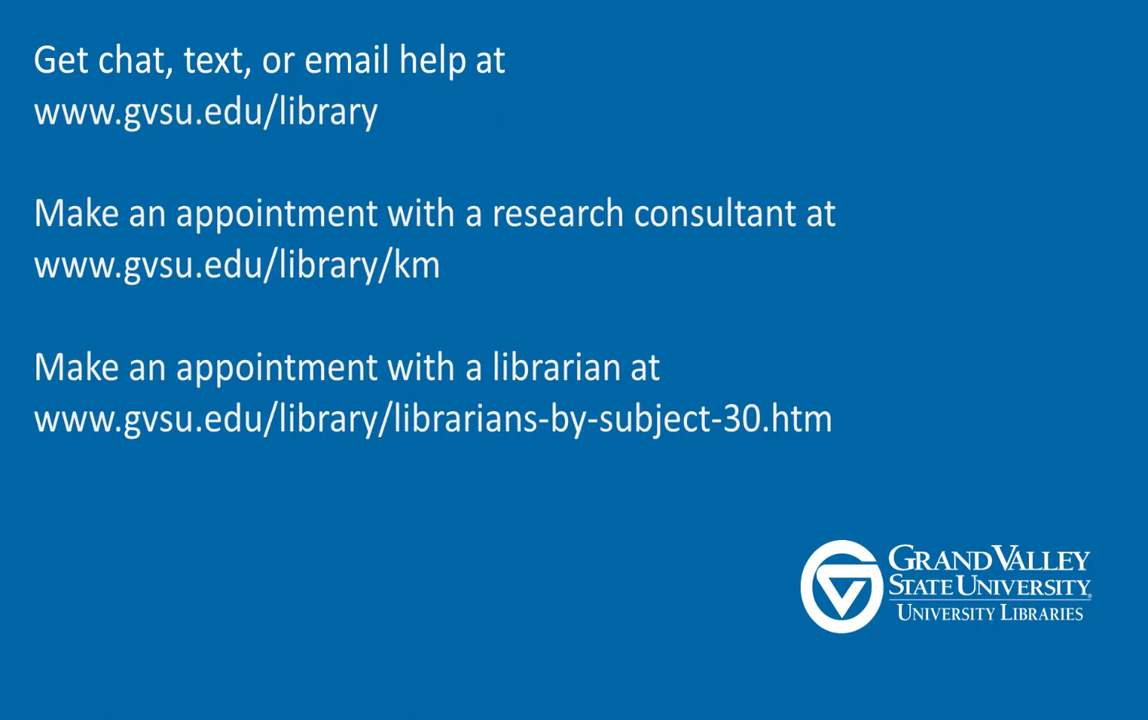 Get chat, text, or email help at
www.gvsu.edu/library
Make an appointment with a research consultant at
www.gvsu.edu/library/km
Make an appointment with a librarian at
www.gvsu.edu/library/librarians-by-subject-30.htm
GRAND VALLEY
STATE UNIVERSITY®
UNIVERSITY LIBRARIES